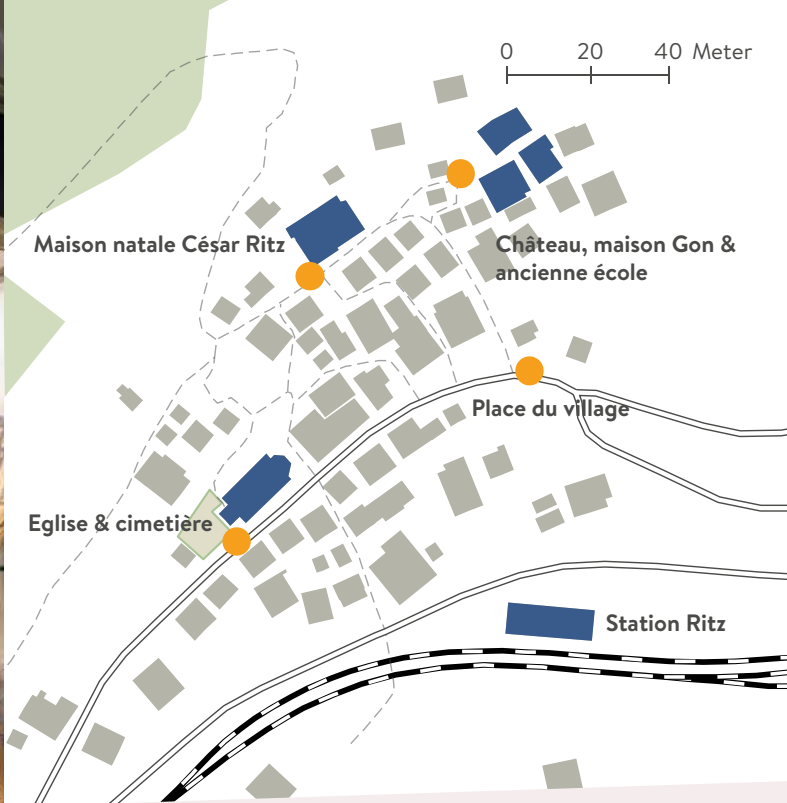 0 20 40 Meter
Maison natale César Ritz
Château, maison Gon &
ancienne école
Place du village
Eglise & cimetière
Station Ritz